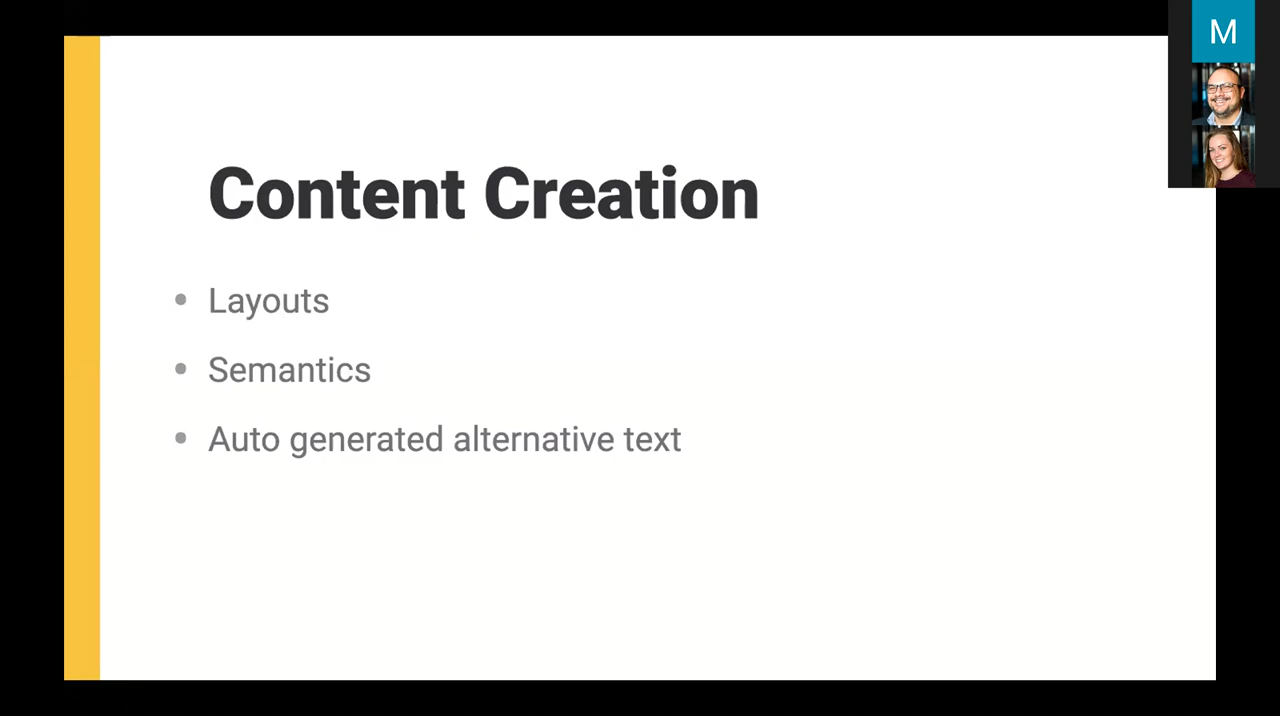 M
Content Creation
• Layouts
• Semantics
• Auto generated alternative text